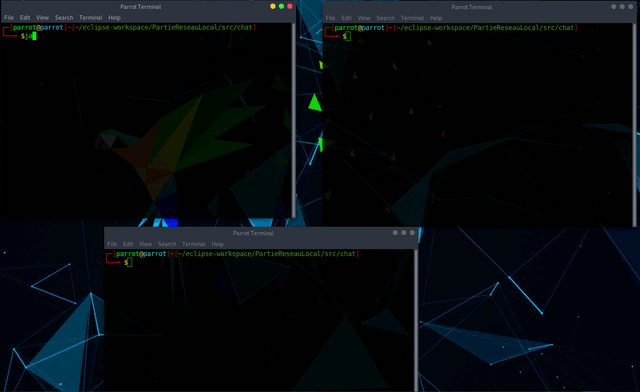 Parrot Terminal
File Edit View Search Terminal Help
[parrot@parrot]-[~/eclipse-workspace/PartieReseauLocal/src/chat]
$ja
Parrot Terminal
File Edit View Search Terminal Help
[parrot@parrot]-[~/eclipse-workspace/PartieReseauLocal/src/chat]
$
Parrot Terminal
File Edit View Search Terminal Help
[parrot@parrot]-[~/eclipse-workspace/PartieReseauLocal/src/chat]
$